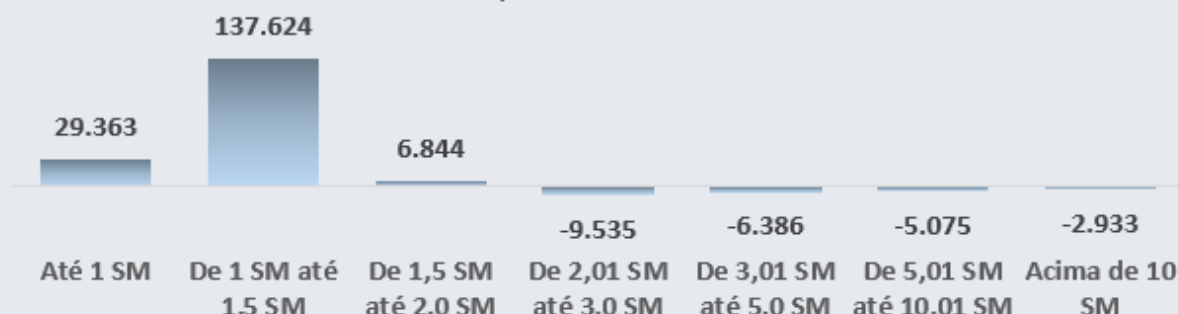 137.624
29.363
6.844
-9.535
-6.386
-5.075
-2.933
Até 1 SM
De 1 SM até
1,5 SM
De 1,5 SM
até 2,0 SM
De 2,01 SM
até 3,0 SM
De 3,01 SM
até 5,0 SM
De 5,01 SM
até 10,01 SM
Acima de 10
SM